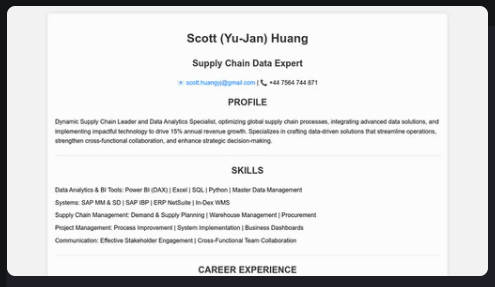 Scott (Yu-Jan) Huang
Supply Chain Data Expert
scott.huangyj@gmail.com | +44 7564 744 871
PROFILE
Dynamic Supply Chain Leader and Data Analytics Specialist, optimizing global supply chain processes, integrating advanced data solutions, and
implementing impactful technology to drive 15% annual revenue growth. Specializes in crafting data-driven solutions that streamline operations,
strengthen cross-functional collaboration, and enhance strategic decision-making.
SKILLS
Data Analytics & BI Tools: Power BI (DAX) | Excel | SQL | Python | Master Data Management
Systems: SAP MM & SD | SAP IBP | ERP NetSuite | In-Dex WMS
Supply Chain Management: Demand & Supply Planning | Warehouse Management | Procurement
Project Management: Process Improvement | System Implementation | Business Dashboards
Communication: Effective Stakeholder Engagement | Cross-Functional Team Collaboration
CAREER EXPERIENCE